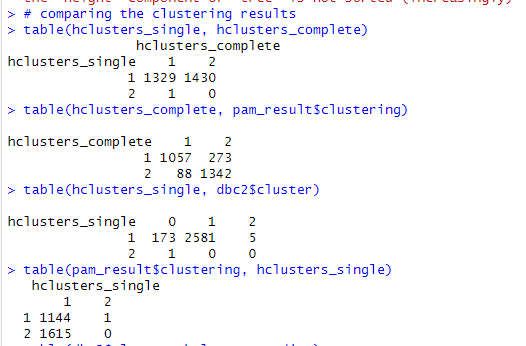 the height component of tree is not sorted (increasingly)
> # comparing the clustering results
> table(hclusters_single, hclusters_complete)
hclusters_complete
hclusters_single 1 2
1 1329 1430
2 1 0
> table(hclusters_complete, pam_result$clustering)
hclusters_complete 1 2
1 1057 273
2 88 1342
> table(hclusters_single, dbc2$cluster)
hclusters_single 0 1 2
1 173 2581 5
2 1 0 0
> table(pam_result$clustering, hclusters_single)
hclusters_single
1 2
1 1144 1
2 1615 0